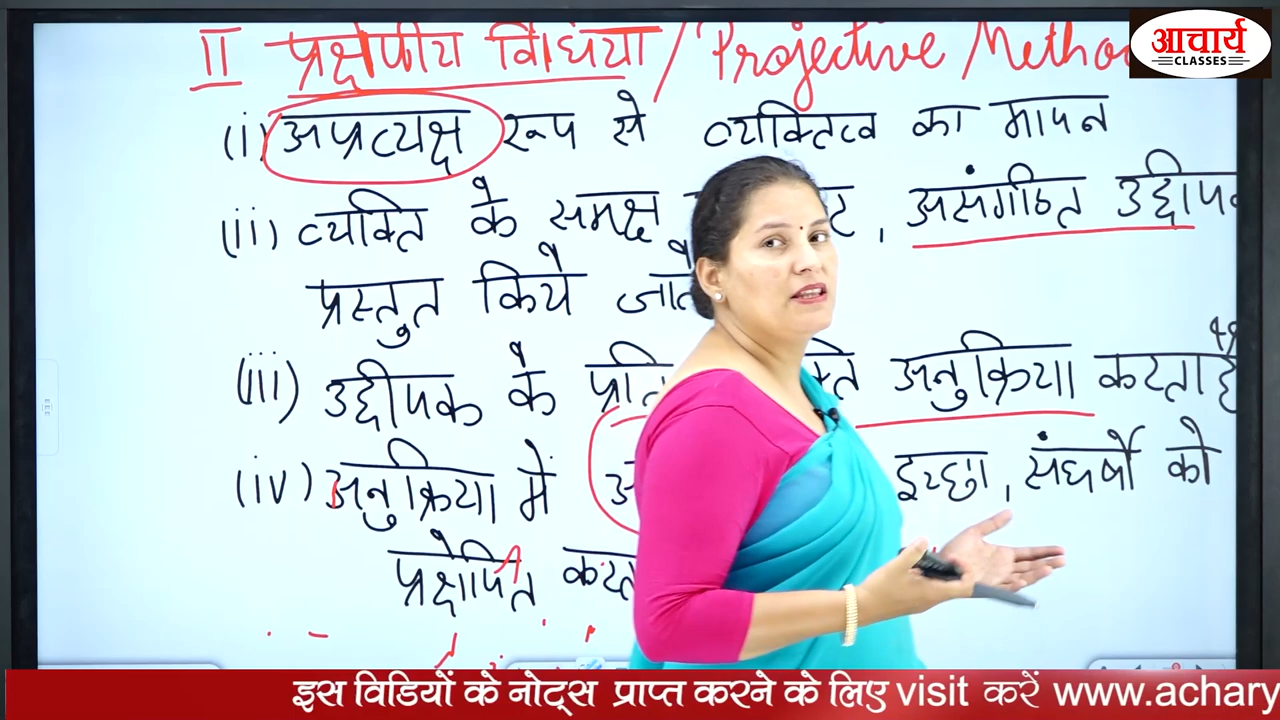 आचार्य
CLASSES
II प्रक्षेपीय विधियां / Projective Metho
(i) अप्रत्यक्ष रूप से व्यक्तित्व का मापन
(ii) व्यक्ति के समक्ष , असंगठित उद्दीपक
प्रस्तुत किये जाते
(iii) उद्दीपक के प्रति अनुक्रिया करता है
(iv) अनुक्रिया में इच्छा, संघर्षों को
प्रक्षेपित
इस विडियों के नोट्स प्राप्त करने के लिए visit करें www.achary